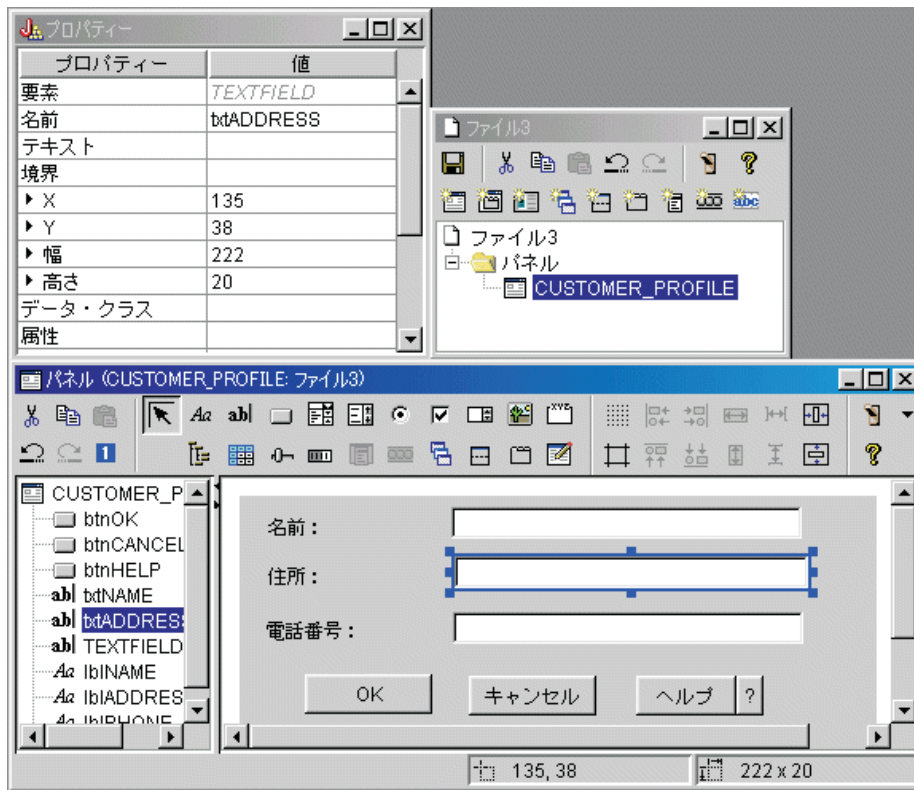 プロパティー
プロパティー 値
要素 TEXTFIELD
名前 txtADDRESS
テキスト
境界
X 135
Y 38
幅 222
高さ 20
データ・クラス
属性
ファイル3
ファイル3
パネル
CUSTOMER_PROFILE
パネル (CUSTOMER_PROFILE: ファイル3)
CUSTOMER_P
btnOK
btnCANCEL
btnHELP
txtNAME
txtADDRES
TEXTFIELD
lblNAME
lblADDRES
lblPHONE
名前：
住所：
電話番号：
OK キャンセル ヘルプ ?
135, 38 222 x 20